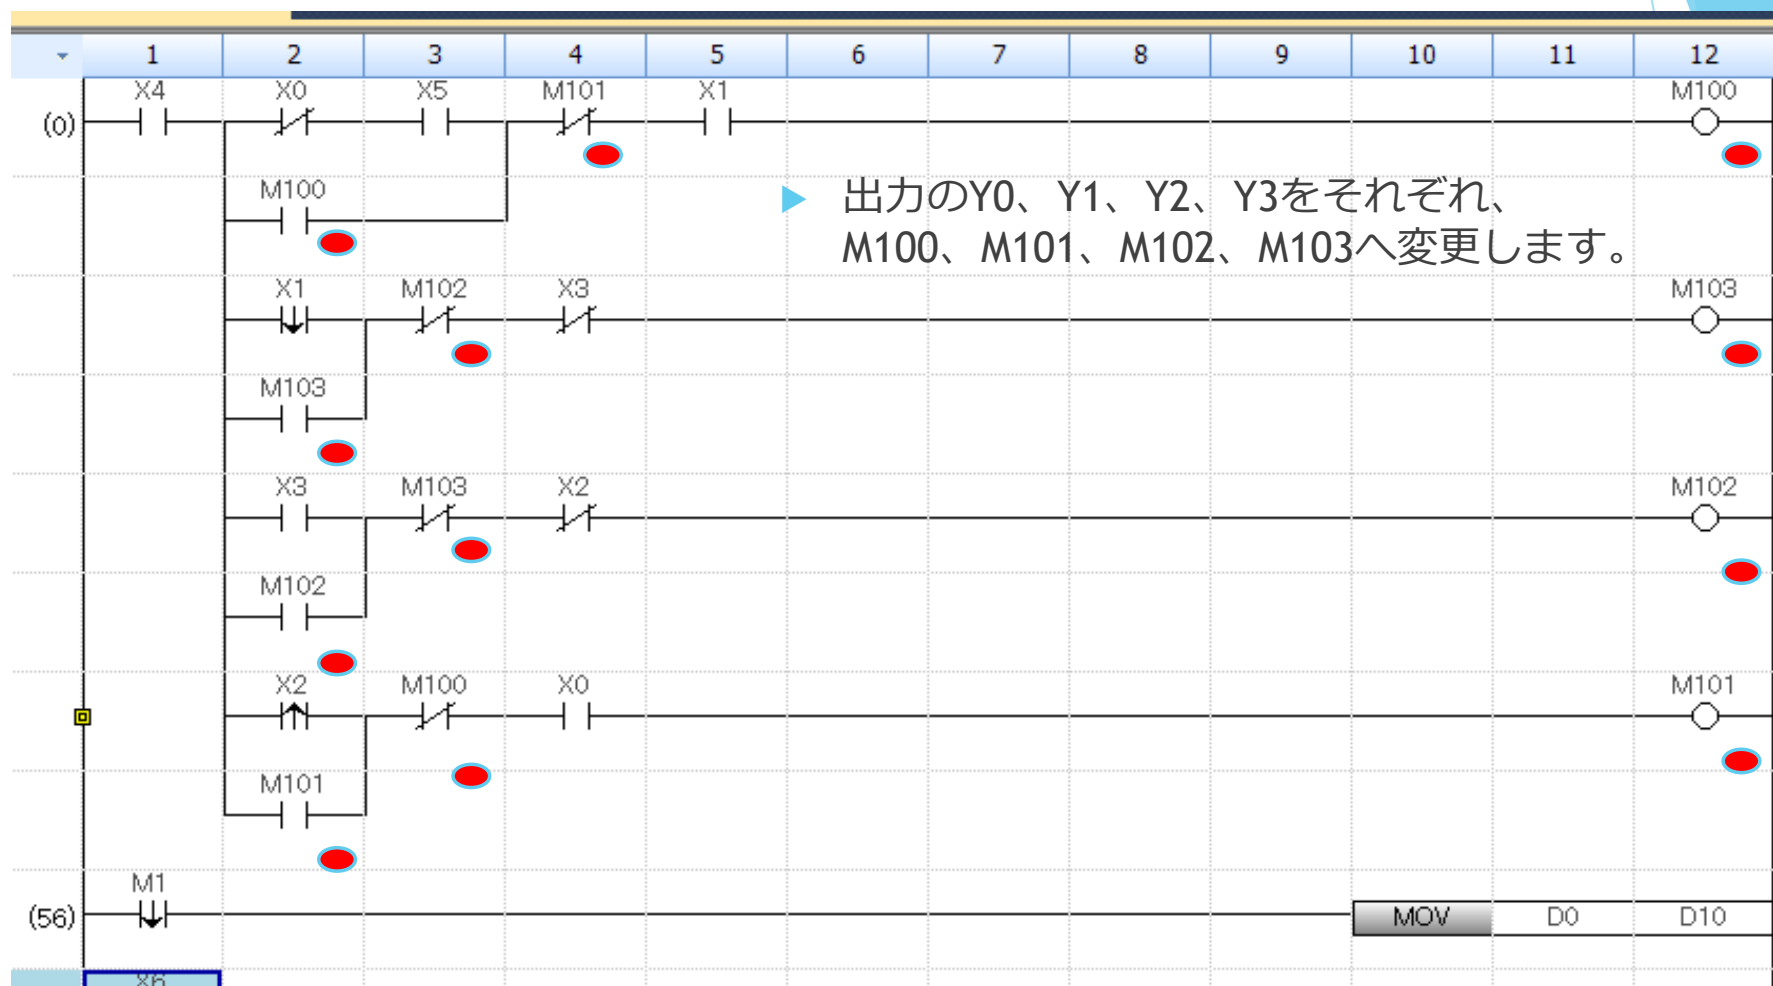 1 2 3 4 5 6 7 8 9 10 11 12
X4 X0 X5 M101 X1 M100
(0)
M100
出力のY0、Y1、Y2、Y3をそれぞれ、
M100、M101、M102、M103へ変更します。
X1 M102 X3 M103
M103
X3 M103 X2 M102
M102
X2 M100 X0 M101
M101
M1
(56) MOV D0 D10
X6